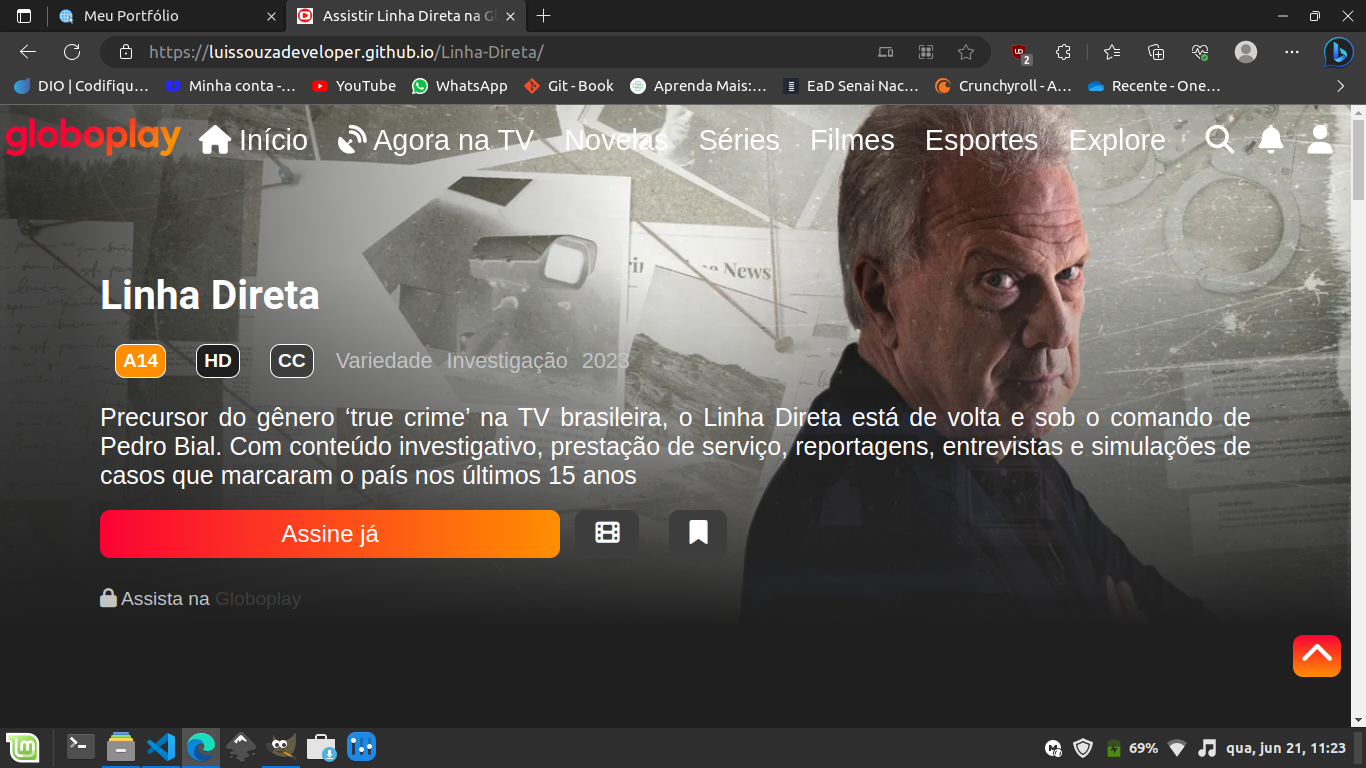 Meu Portfólio
Assistir Linha Direta na Gl
https://luissouzadeveloper.github.io/Linha-Direta/
2
DIO | Codifiqu… Minha conta -… YouTube WhatsApp Git - Book Aprenda Mais:… EaD Senai Nac… Crunchyroll - A… Recente - One…
globoplay Início Agora na TV Novelas Séries Filmes Esportes Explore
me News
Linha Direta
A14 HD CC Variedade Investigação 2023
Precursor do gênero ‘true crime’ na TV brasileira, o Linha Direta está de volta e sob o comando de
Pedro Bial. Com conteúdo investigativo, prestação de serviço, reportagens, entrevistas e simulações de
casos que marcaram o país nos últimos 15 anos
Assine já
Assista na Globoplay
69% qua, jun 21, 11:23